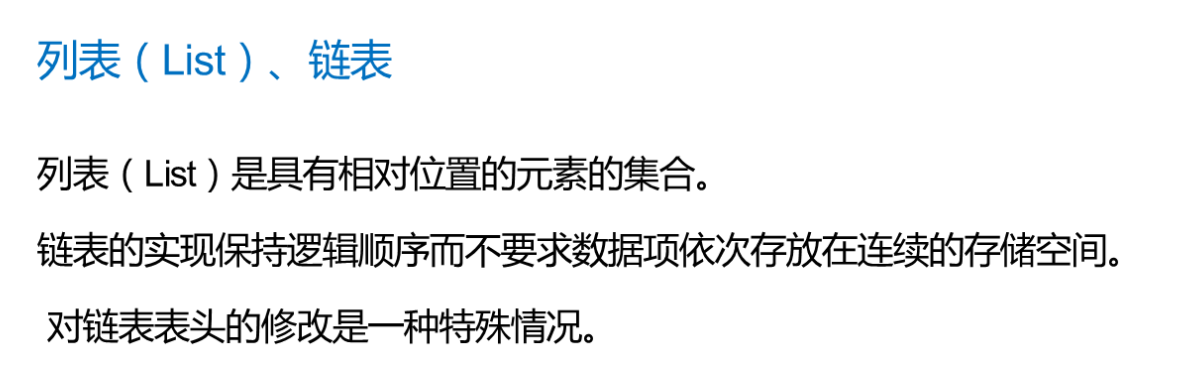 列表（List）、链表
列表（List）是具有相对位置的元素的集合。
链表的实现保持逻辑顺序而不要求数据项依次存放在连续的存储空间。
对链表表头的修改是一种特殊情况。